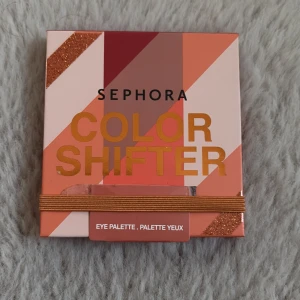 SEPHORA
COLOR
SHIFTER
EYE PALETTE . PALETTE YEUX